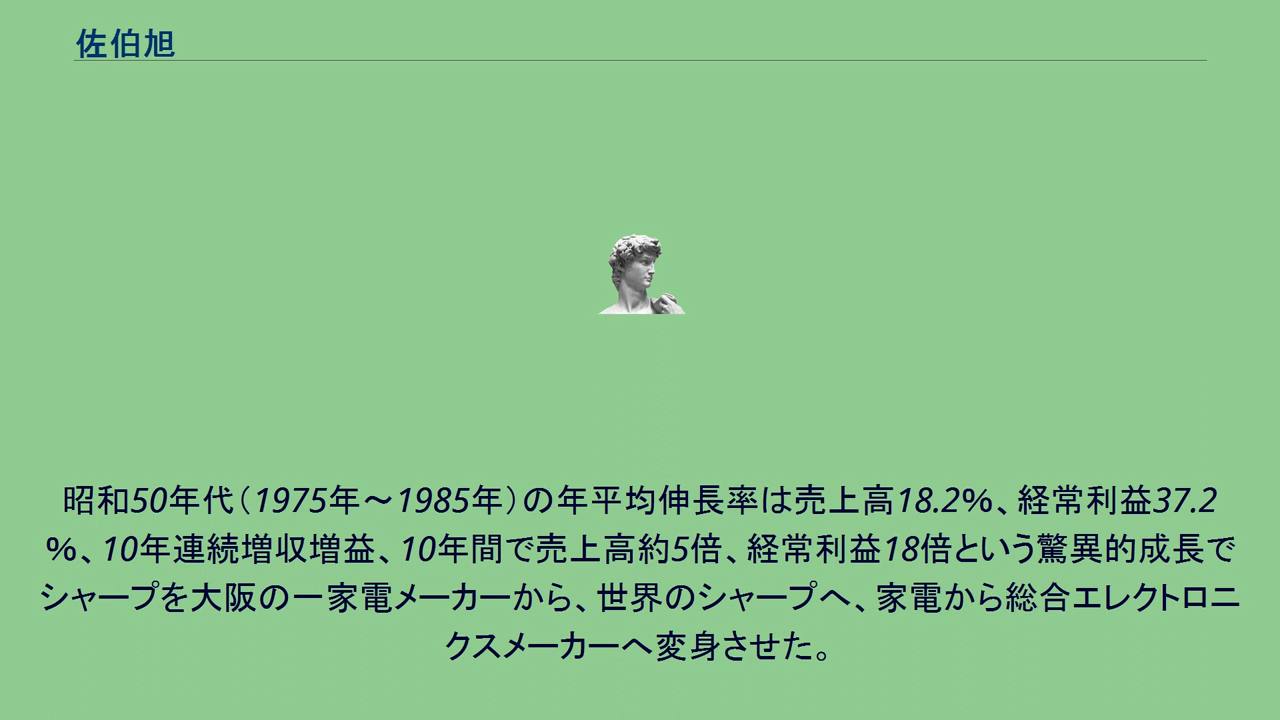 佐伯旭
昭和50年代（1975年～1985年）の年平均伸長率は売上高18.2%、経常利益37.2
%、10年連続増収増益、10年間で売上高約5倍、経常利益18倍という驚異的成長で
シャープを大阪の一家電メーカーから、世界のシャープへ、家電から総合エレクトロニ
クスメーカーへ変身させた。